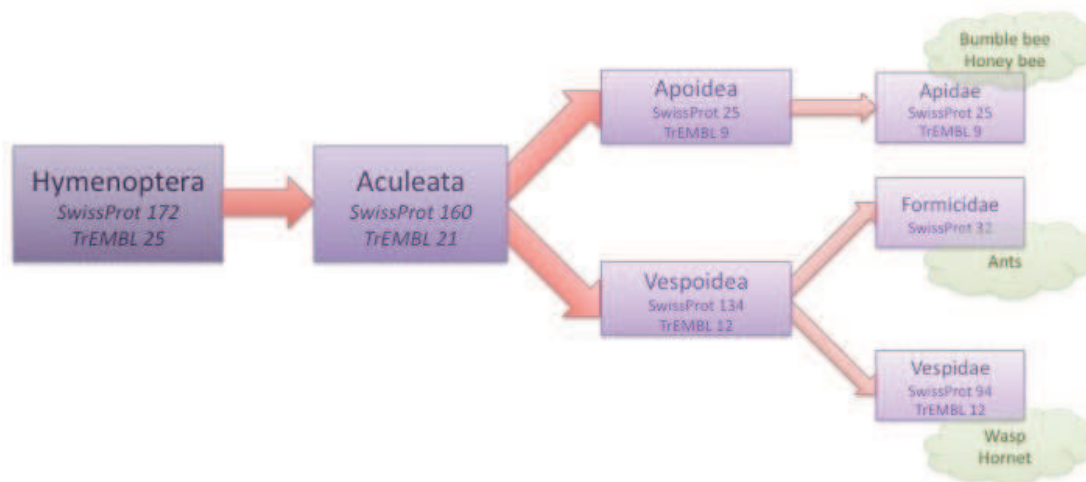 Hymenoptera
SwissProt 172
TrEMBL 25
Aculeata
SwissProt 160
TrEMBL 21
Apoidea
SwissProt 25
TrEMBL 9
Bumble bee
Honey bee
Apidae
SwissProt 25
TrEMBL 9
Vespoidea
SwissProt 134
TrEMBL 12
Formicidae
SwissProt 32
Ants
Vespidae
SwissProt 94
TrEMBL 12
Wasp
Hornet